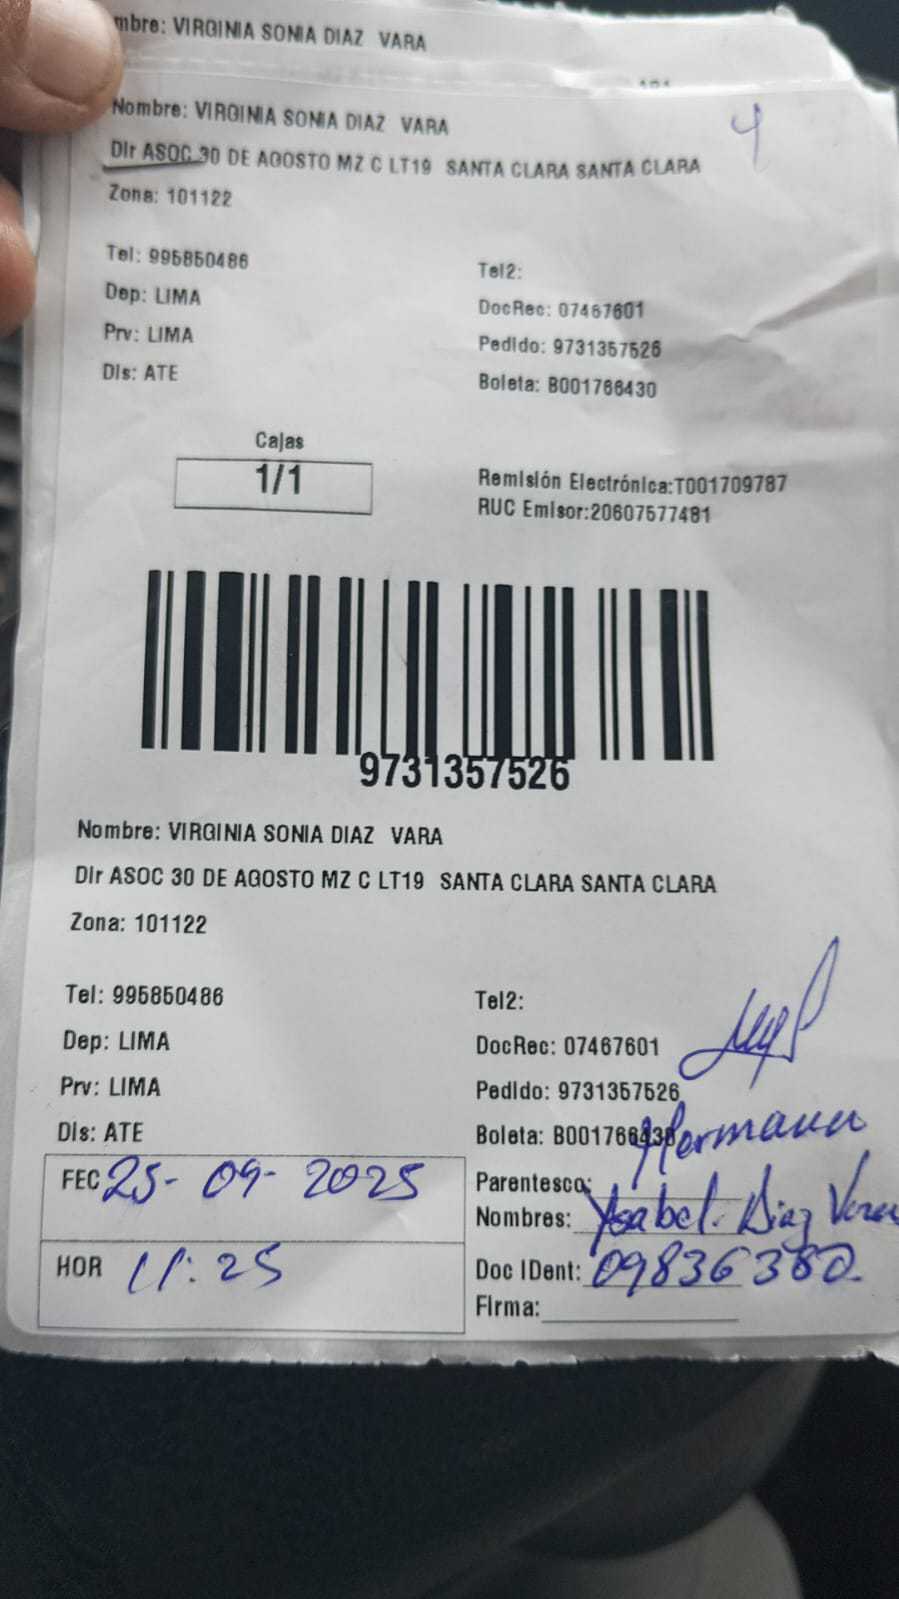 mbre: VIRGINIA SONIA DIAZ VARA
Nombre: VIRGINIA SONIA DIAZ VARA
4
Dir ASOC 30 DE AGOSTO MZ C LT19 SANTA CLARA SANTA CLARA
Zona: 101122
Tel: 995850486
Tel2:
Dep: LIMA
DocRec: 07467601
Prv: LIMA
Pedido: 9731357526
Dis: ATE
Boleta: B001766430
Cajas
1/1
Remisión Electrónica:T001709787
RUC Emisor:20607577481
9731357526
Nombre: VIRGINIA SONIA DIAZ VARA
Dir ASOC 30 DE AGOSTO MZ C LT19 SANTA CLARA SANTA CLARA
Zona: 101122
Tel: 995850486
Tel2:
Dep: LIMA
DocRec: 07467601
Prv: LIMA
Pedido: 9731357526
Dis: ATE
Boleta: B001766430
FEC 25-09-2025
Parentesco: Hermana
Nombres: Ysabel Diaz Vara
HOR 11:25
Doc IDent: 09836380
Firma: